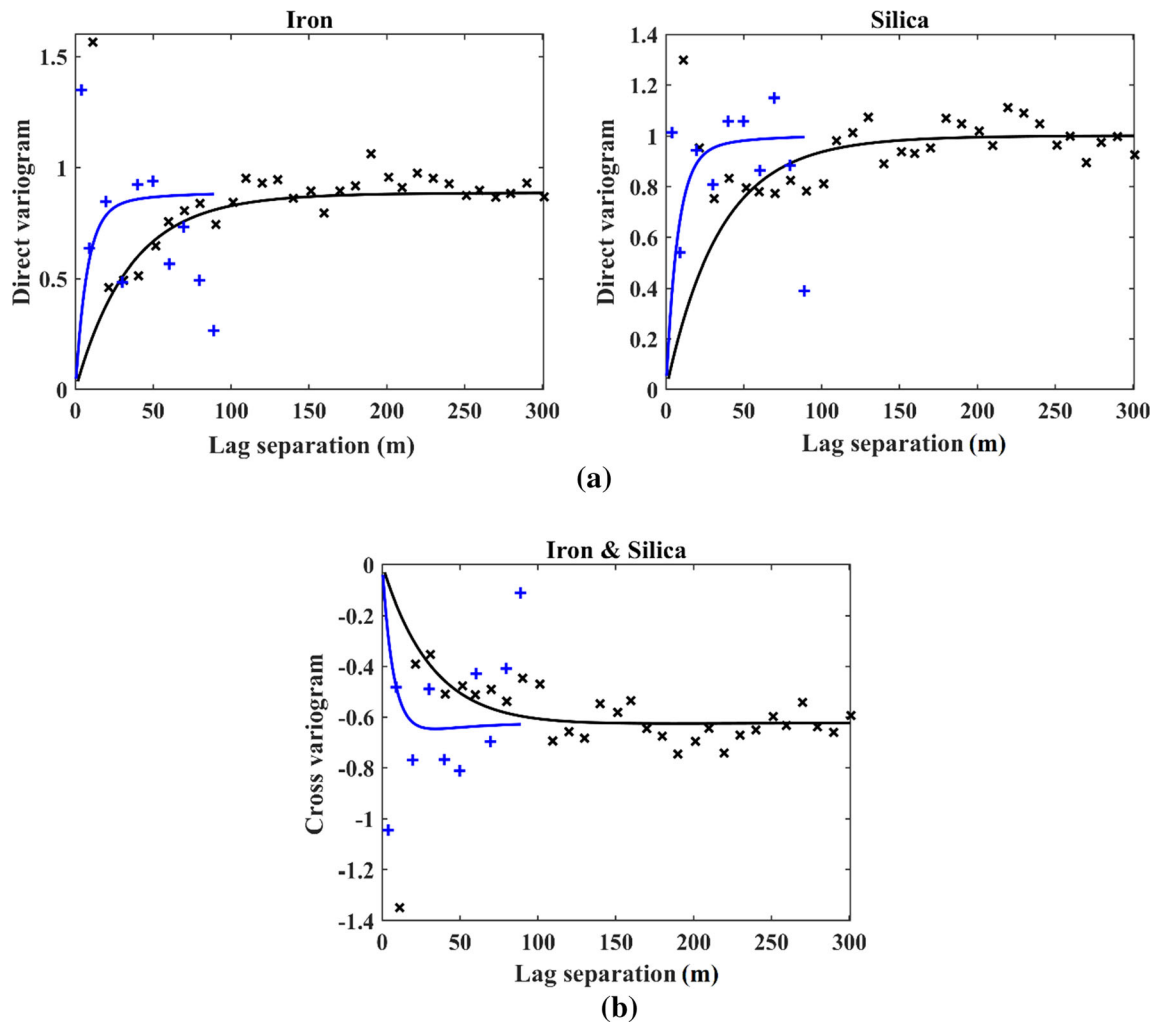 Iron
Direct variogram
1.5
1
0.5
0
0 50 100 150 200 250 300
Lag separation (m)
Silica
Direct variogram
1.4
1.2
1
0.8
0.6
0.4
0.2
0
0 50 100 150 200 250 300
Lag separation (m)
(a)
Iron & Silica
Cross variogram
0
-0.2
-0.4
-0.6
-0.8
-1
-1.2
-1.4
0 50 100 150 200 250 300
Lag separation (m)
(b)